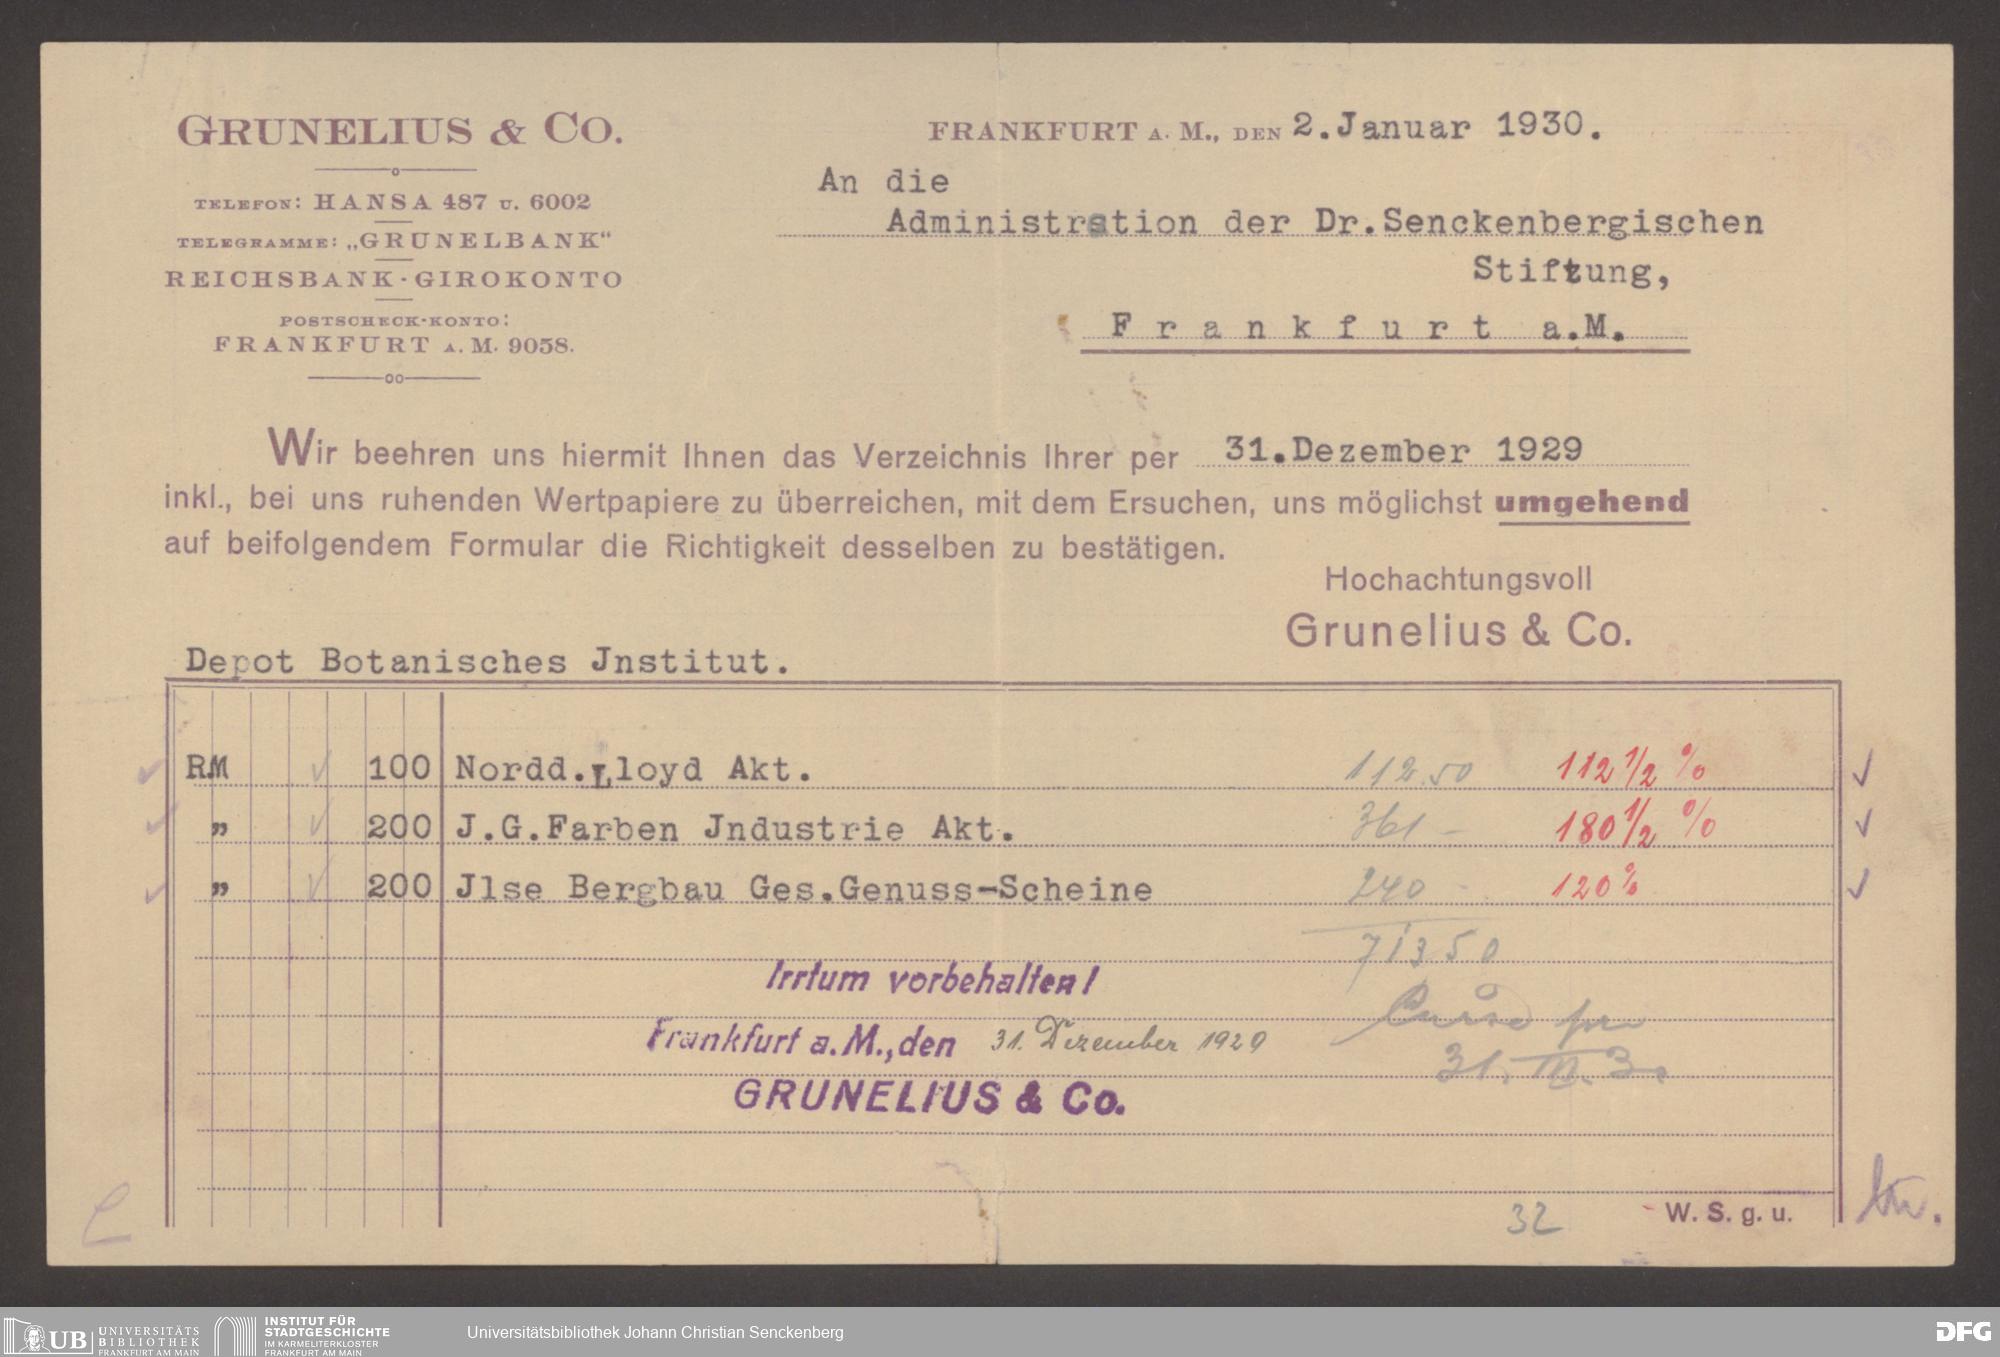 GRUNELIUS & CO.
TELEFON: HANSA 487 U. 6002
TELEGRAMME: „GRUNELBANK“
REICHSBANK-GIROKONTO
POSTSCHECK-KONTO:
FRANKFURT A. M. 9058.
FRANKFURT A. M., DEN 2.Januar 1930.
An die
Administration der Dr.Senckenbergischen
Stiftung,
Frankfurt a.M.
Wir beehren uns hiermit Ihnen das Verzeichnis Ihrer per 31.Dezember 1929
inkl., bei uns ruhenden Wertpapiere zu überreichen, mit dem Ersuchen, uns möglichst umgehend
auf beifolgendem Formular die Richtigkeit desselben zu bestätigen.
Hochachtungsvoll
Grunelius & Co.
Depot Botanisches Jnstitut.
RM 100 Nordd.Lloyd Akt. 112.50 112 1/2 %
„ 200 J.G.Farben Jndustrie Akt. 361 – 180 1/2 %
„ 200 Jlse Bergbau Ges.Genuss-Scheine 240 - 120 %
713 50
Irrtum vorbehalten!
Frankfurt a. M., den 31. Dezember 1929
GRUNELIUS & Co.
32
W. S. g. u.
UB UNIVERSITÄTS
BIBLIOTHEK
FRANKFURT AM MAIN
INSTITUT FÜR
STADTGESCHICHTE
IM KARMELITERKLOSTER
FRANKFURT AM MAIN
Universitätsbibliothek Johann Christian Senckenberg
DFG